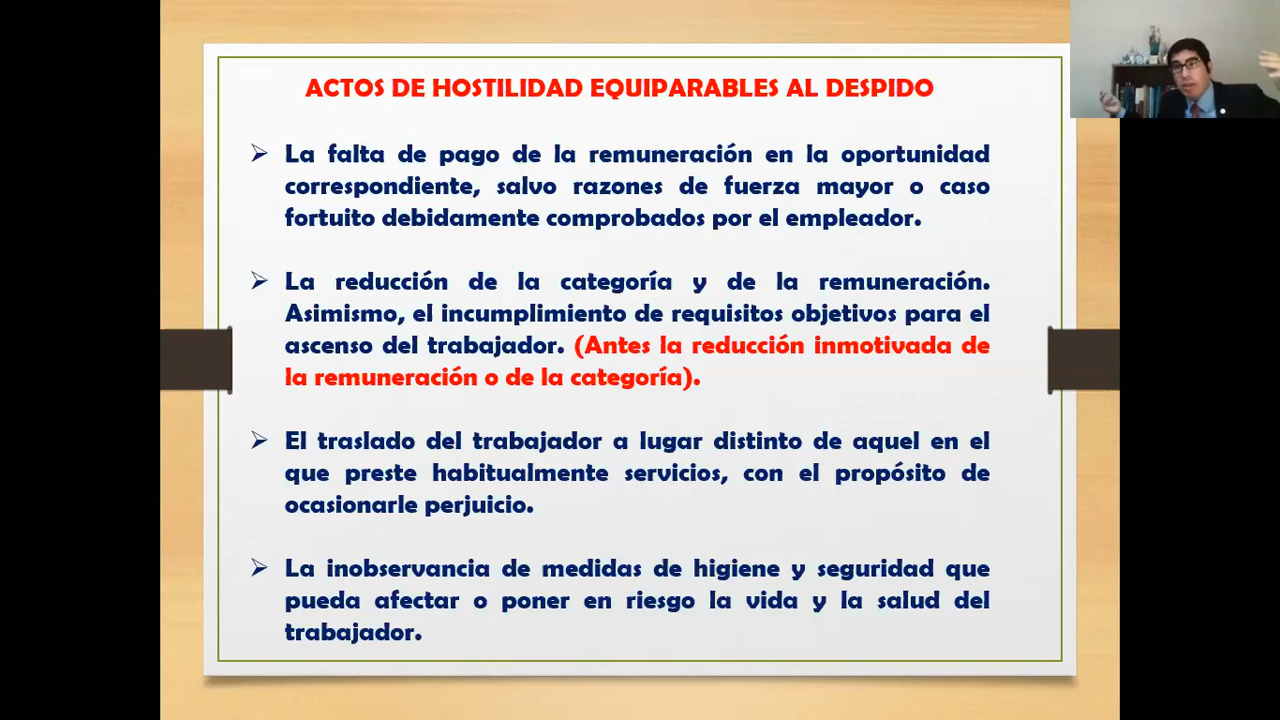 ACTOS DE HOSTILIDAD EQUIPARABLES AL DESPIDO
➢ La falta de pago de la remuneración en la oportunidad
correspondiente, salvo razones de fuerza mayor o caso
fortuito debidamente comprobados por el empleador.
➢ La reducción de la categoría y de la remuneración.
Asimismo, el incumplimiento de requisitos objetivos para el
ascenso del trabajador. (Antes la reducción inmotivada de
la remuneración o de la categoría).
➢ El traslado del trabajador a lugar distinto de aquel en el
que preste habitualmente servicios, con el propósito de
ocasionarle perjuicio.
➢ La inobservancia de medidas de higiene y seguridad que
pueda afectar o poner en riesgo la vida y la salud del
trabajador.